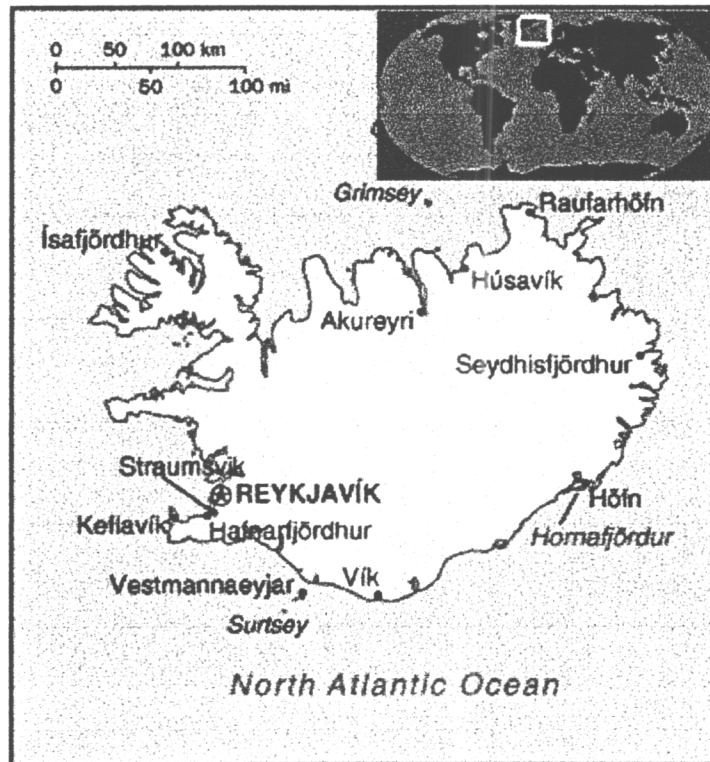 0 50 100 km
0 50 100 mi
Grimsey
Raufarhöfn
Ísafjördhur
Húsavík
Akureyri
Seydhisfjördhur
Straumsvik
REYKJAVÍK
Keflavík
Hafnarfjördhur
Höfn
Hornafjördur
Vík
Vestmannaeyjar
Surtsey
North Atlantic Ocean